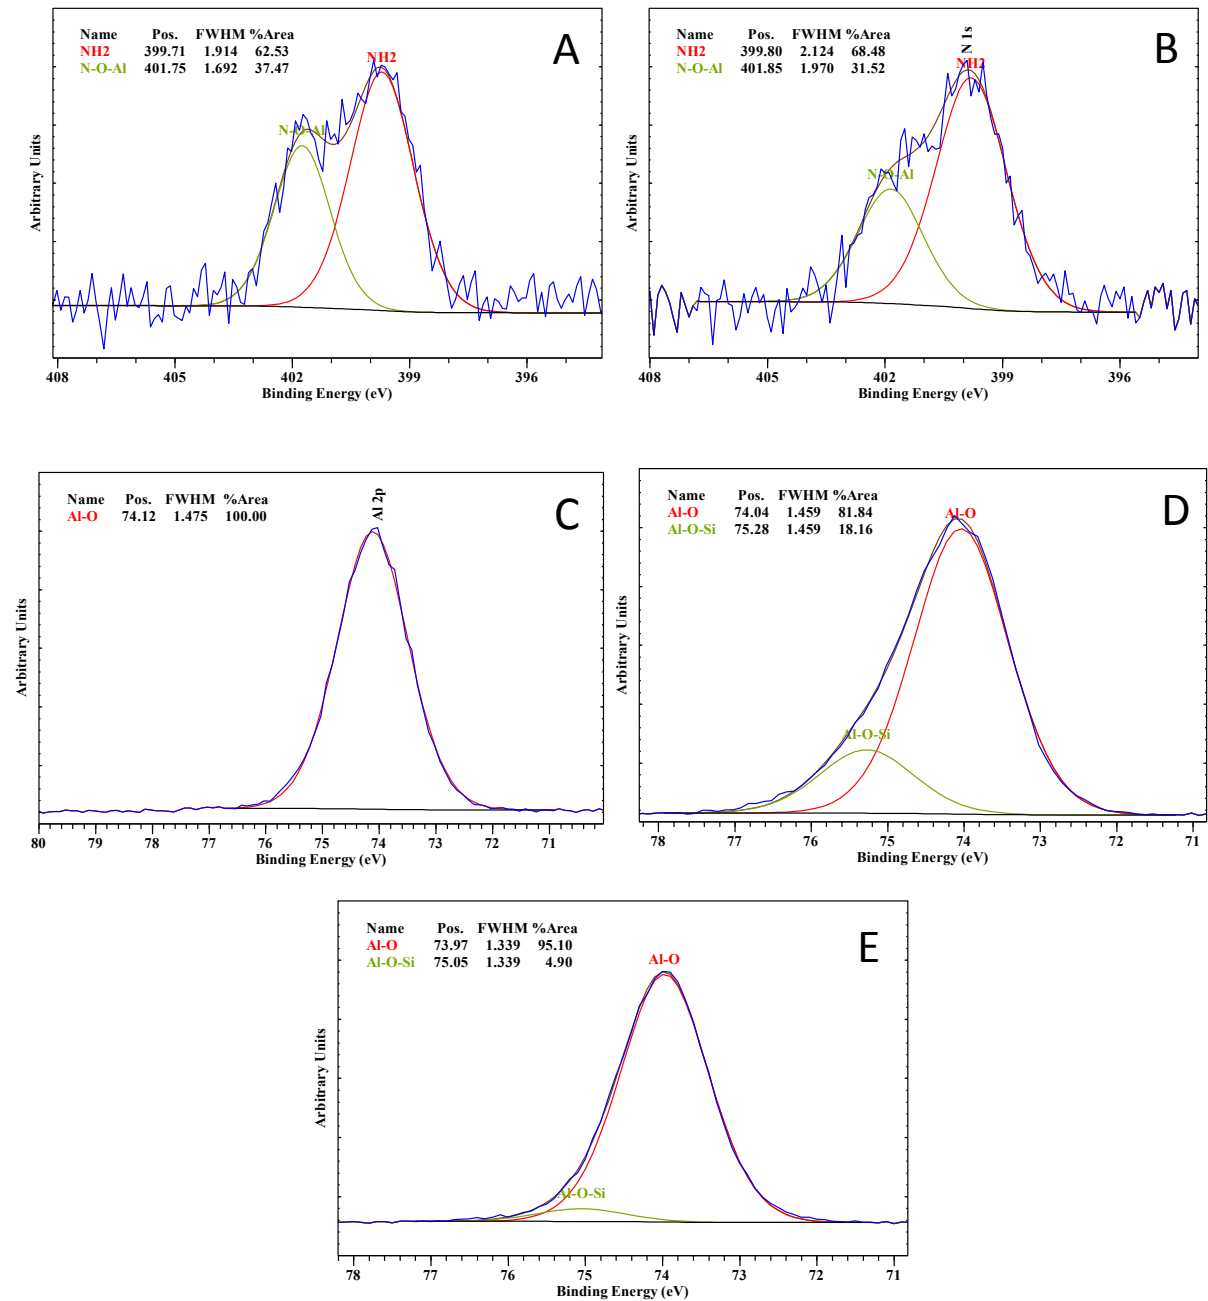 A
Name Pos. FWHM %Area
NH2 399.71 1.914 62.53
N-O-Al 401.75 1.692 37.47
NH2
N-O-Al
Arbitrary Units
408 405 402 399 396
Binding Energy (eV)
B
Name Pos. FWHM %Area
NH2 399.80 2.124 68.48
N-O-Al 401.85 1.970 31.52
N 1s
NH2
N-O-Al
Arbitrary Units
408 405 402 399 396
Binding Energy (eV)
C
Name Pos. FWHM %Area
Al-O 74.12 1.475 100.00
Al 2p
Arbitrary Units
80 79 78 77 76 75 74 73 72 71
Binding Energy (eV)
D
Name Pos. FWHM %Area
Al-O 74.04 1.459 81.84
Al-O-Si 75.28 1.459 18.16
Al-O
Al-O-Si
Arbitrary Units
78 77 76 75 74 73 72 71
Binding Energy (eV)
E
Name Pos. FWHM %Area
Al-O 73.97 1.339 95.10
Al-O-Si 75.05 1.339 4.90
Al-O
Al-O-Si
Arbitrary Units
78 77 76 75 74 73 72 71
Binding Energy (eV)